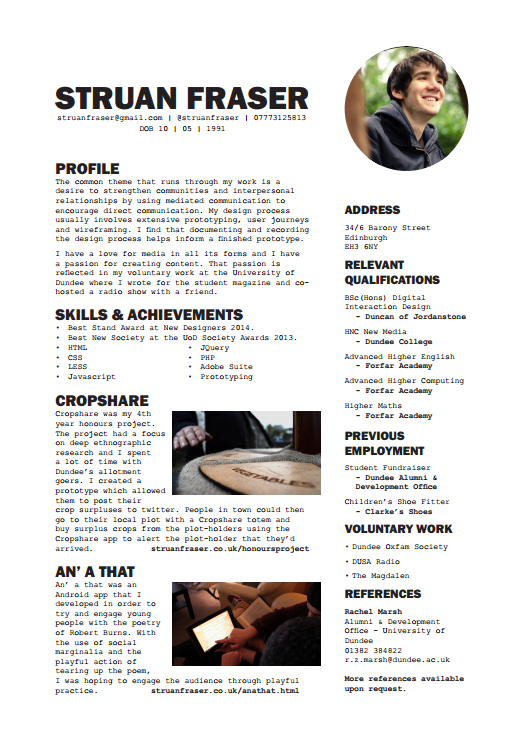 STRUAN FRASER
struanfraser@gmail.com | @struanfraser | 07773125813
DOB 10 | 05 | 1991
PROFILE
The common theme that runs through my work is a
desire to strengthen communities and interpersonal
relationships by using mediated communication to
encourage direct communication. My design process
usually involves extensive prototyping, user journeys
and wireframing. I find that documenting and recording
the design process helps inform a finished prototype.
I have a love for media in all its forms and I have
a passion for creating content. That passion is
reflected in my voluntary work at the University of
Dundee where I wrote for the student magazine and co-
hosted a radio show with a friend.
SKILLS & ACHIEVEMENTS
• Best Stand Award at New Designers 2014.
• Best New Society at the UoD Society Awards 2013.
• HTML
• CSS
• LESS
• Javascript
• JQuery
• PHP
• Adobe Suite
• Prototyping
CROPSHARE
Cropshare was my 4th
year honours project.
The project had a focus
on deep ethnographic
research and I spent
a lot of time with
Dundee's allotment
goers. I created a
prototype which allowed
them to post their
crop surpluses to twitter. People in town could then
go to their local plot with a Cropshare totem and
buy surplus crops from the plot-holders using the
Cropshare app to alert the plot-holder that they'd
arrived. struanfraser.co.uk/honoursproject
AN' A THAT
An' a that was an
Android app that I
developed in order to
try and engage young
people with the poetry
of Robert Burns. With
the use of social
marginalia and the
playful action of
tearing up the poem,
I was hoping to engage the audience through playful
practice. struanfraser.co.uk/anathat.html
ADDRESS
34/6 Barony Street
Edinburgh
EH3 6NY
RELEVANT
QUALIFICATIONS
BSc(Hons) Digital
Interaction Design
- Duncan of Jordanstone
HNC New Media
- Dundee College
Advanced Higher English
- Forfar Academy
Advanced Higher Computing
- Forfar Academy
Higher Maths
- Forfar Academy
PREVIOUS
EMPLOYMENT
Student Fundraiser
- Dundee Alumni &
Development Office
Children's Shoe Fitter
- Clarke's Shoes
VOLUNTARY WORK
• Dundee Oxfam Society
• DUSA Radio
• The Magdalen
REFERENCES
Rachel Marsh
Alumni & Development
Office - University of
Dundee
01382 384822
r.z.marsh@dundee.ac.uk
More references available
upon request.